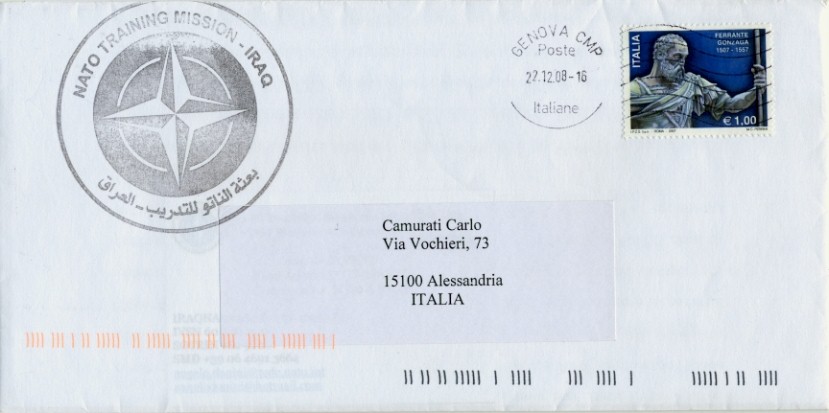 NATO TRAINING MISSION - IRAQ
بعثة الناتو للتدريب - العراق
GENOVA CMP
Poste
27.12.08-16
Italiane
ITALIA
FERRANTE
GONZAGA
1507 - 1557
€ 1.00
Camurati Carlo
Via Vochieri, 73
15100 Alessandria
ITALIA